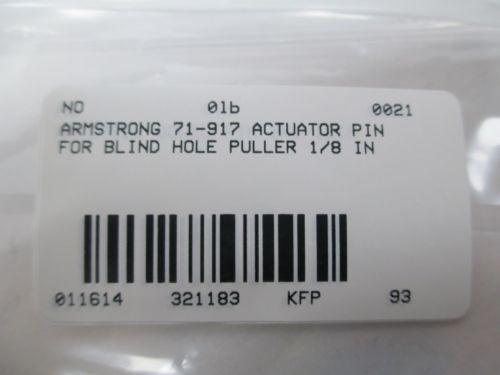 NO 01b 0021
ARMSTRONG 71-917 ACTUATOR PIN
FOR BLIND HOLE PULLER 1/8 IN
011614 321183 KFP 93